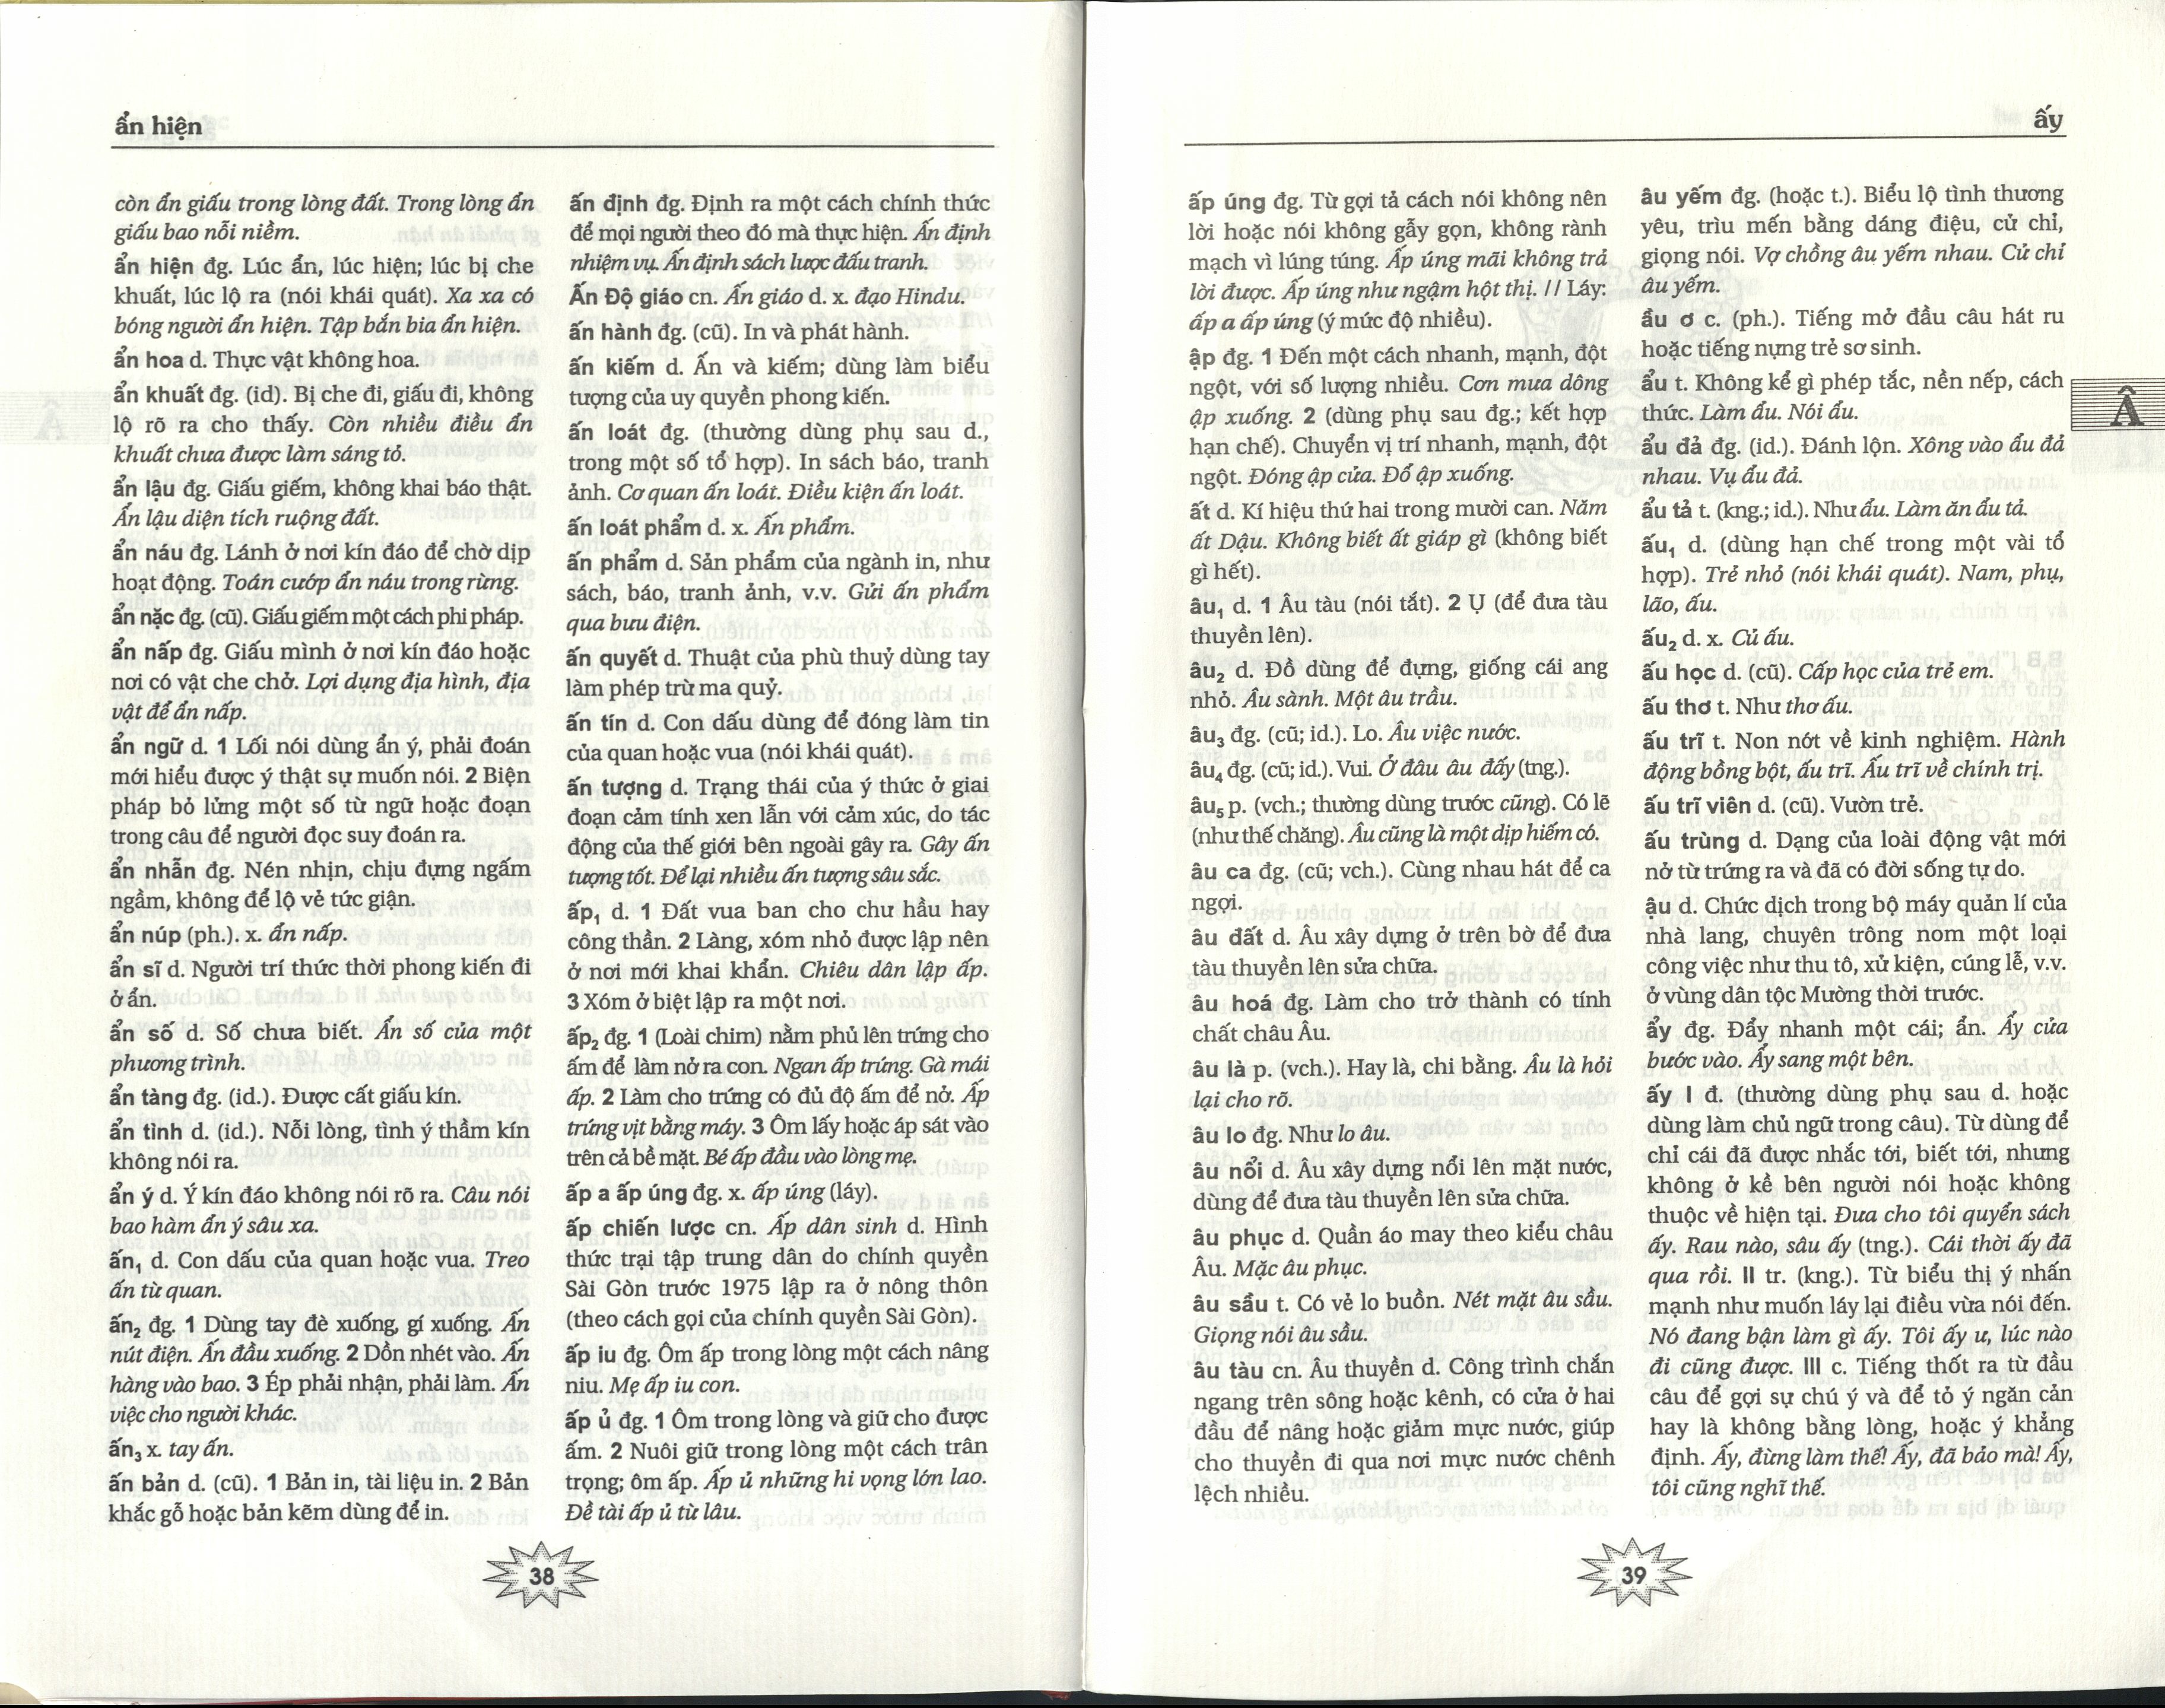 ẩn hiện
còn ẩn giấu trong lòng đất. Trong lòng ẩn
giấu bao nỗi niềm.
ẩn hiện đg. Lúc ẩn, lúc hiện; lúc bị che
khuất, lúc lộ ra (nói khái quát). Xa xa có
bóng người ẩn hiện. Tập bắn bia ẩn hiện.
ẩn hoa d. Thực vật không hoa.
ẩn khuất đg. (id). Bị che đi, giấu đi, không
lộ rõ ra cho thấy. Còn nhiều điều ẩn
khuất chưa được làm sáng tỏ.
ẩn lậu đg. Giấu giếm, không khai báo thật.
Ẩn lậu diện tích ruộng đất.
ẩn náu đg. Lánh ở nơi kín đáo để chờ dịp
hoạt động. Toán cướp ẩn náu trong rừng.
ẩn nặc đg. (cũ). Giấu giếm một cách phi pháp.
ẩn nấp đg. Giấu mình ở nơi kín đáo hoặc
nơi có vật che chở. Lợi dụng địa hình, địa
vật để ẩn nấp.
ẩn ngữ d. 1 Lối nói dùng ẩn ý, phải đoán
mới hiểu được ý thật sự muốn nói. 2 Biện
pháp bỏ lửng một số từ ngữ hoặc đoạn
trong câu để người đọc suy đoán ra.
ẩn nhẫn đg. Nén nhịn, chịu đựng ngấm
ngầm, không để lộ vẻ tức giận.
ẩn núp (ph.). x. ẩn nấp.
ẩn sĩ d. Người trí thức thời phong kiến đi
ở ẩn.
ẩn số d. Số chưa biết. Ẩn số của một
phương trình.
ẩn tàng đg. (id.). Được cất giấu kín.
ẩn tình d. (id.). Nỗi lòng, tình ý thầm kín
không nói ra.
ẩn ý d. Ý kín đáo không nói rõ ra. Câu nói
bao hàm ẩn ý sâu xa.
ấn₁ d. Con dấu của quan hoặc vua. Treo
ấn từ quan.
ấn₂ đg. 1 Dùng tay đè xuống, gí xuống. Ấn
nút điện. Ấn đầu xuống. 2 Dồn nhét vào. Ấn
hàng vào bao. 3 Ép phải nhận, phải làm. Ấn
việc cho người khác.
ấn₃ x. tay ấn.
ấn bản d. (cũ). 1 Bản in, tài liệu in. 2 Bản
khắc gỗ hoặc bản kẽm dùng để in.
ấn định đg. Định ra một cách chính thức
để mọi người theo đó mà thực hiện. Ấn định
nhiệm vụ. Ấn định sách lược đấu tranh.
Ấn Độ giáo cn. Ấn giáo d. x. đạo Hindu.
ấn hành đg. (cũ). In và phát hành.
ấn kiếm d. Ấn và kiếm; dùng làm biểu
tượng của uy quyền phong kiến.
ấn loát đg. (thường dùng phụ sau d.,
trong một số tổ hợp). In sách báo, tranh
ảnh. Cơ quan ấn loát. Điều kiện ấn loát.
ấn loát phẩm d. x. Ấn phẩm.
ấn phẩm d. Sản phẩm của ngành in, như
sách, báo, tranh ảnh, v.v. Gửi ấn phẩm
qua bưu điện.
ấn quyết d. Thuật của phù thuỷ dùng tay
làm phép trừ ma quỷ.
ấn tín d. Con dấu dùng để đóng làm tin
của quan hoặc vua (nói khái quát).
ấn tượng d. Trạng thái của ý thức ở giai
đoạn cảm tính xen lẫn với cảm xúc, do tác
động của thế giới bên ngoài gây ra. Gây ấn
tượng tốt. Để lại nhiều ấn tượng sâu sắc.
ấp₁ d. 1 Đất vua ban cho chư hầu hay
công thần. 2 Làng, xóm nhỏ được lập nên
ở nơi mới khai khẩn. Chiêu dân lập ấp.
3 Xóm ở biệt lập ra một nơi.
ấp₂ đg. 1 (Loài chim) nằm phủ lên trứng cho
ấm để làm nở ra con. Ngan ấp trứng. Gà mái
ấp. 2 Làm cho trứng có đủ độ ấm để nở. Ấp
trứng vịt bằng máy. 3 Ôm lấy hoặc áp sát vào
trên cả bề mặt. Bé ấp đầu vào lòng mẹ.
ấp a ấp úng đg. x. ấp úng (láy).
ấp chiến lược cn. Ấp dân sinh d. Hình
thức trại tập trung dân do chính quyền
Sài Gòn trước 1975 lập ra ở nông thôn
(theo cách gọi của chính quyền Sài Gòn).
ấp iu đg. Ôm ấp trong lòng một cách nâng
niu. Mẹ ấp iu con.
ấp ủ đg. 1 Ôm trong lòng và giữ cho được
ấm. 2 Nuôi giữ trong lòng một cách trân
trọng; ôm ấp. Ấp ủ những hi vọng lớn lao.
Đề tài ấp ủ từ lâu.
38
ấy
ấp úng đg. Từ gợi tả cách nói không nên
lời hoặc nói không gẫy gọn, không rành
mạch vì lúng túng. Ấp úng mãi không trả
lời được. Ấp úng như ngậm hột thị. // Láy:
ấp a ấp úng (ý mức độ nhiều).
ập đg. 1 Đến một cách nhanh, mạnh, đột
ngột, với số lượng nhiều. Cơn mưa dông
ập xuống. 2 (dùng phụ sau đg.; kết hợp
hạn chế). Chuyển vị trí nhanh, mạnh, đột
ngột. Đóng ập cửa. Đổ ập xuống.
ất d. Kí hiệu thứ hai trong mười can. Năm
ất Dậu. Không biết ất giáp gì (không biết
gì hết).
âu₁ d. 1 Âu tàu (nói tắt). 2 Ụ (để đưa tàu
thuyền lên).
âu₂ d. Đồ dùng để đựng, giống cái ang
nhỏ. Âu sành. Một âu trầu.
âu₃ đg. (cũ; id.). Lo. Âu việc nước.
âu₄ đg. (cũ; id.). Vui. Ở đâu âu đấy (tng.).
âu₅ p. (vch.; thường dùng trước cũng). Có lẽ
(như thế chăng). Âu cũng là một dịp hiếm có.
âu ca đg. (cũ; vch.). Cùng nhau hát để ca
ngợi.
âu đất d. Âu xây dựng ở trên bờ để đưa
tàu thuyền lên sửa chữa.
âu hoá đg. Làm cho trở thành có tính
chất châu Âu.
âu là p. (vch.). Hay là, chi bằng. Âu là hỏi
lại cho rõ.
âu lo đg. Như lo âu.
âu nổi d. Âu xây dựng nổi lên mặt nước,
dùng để đưa tàu thuyền lên sửa chữa.
âu phục d. Quần áo may theo kiểu châu
Âu. Mặc âu phục.
âu sầu t. Có vẻ lo buồn. Nét mặt âu sầu.
Giọng nói âu sầu.
âu tàu cn. Âu thuyền d. Công trình chắn
ngang trên sông hoặc kênh, có cửa ở hai
đầu để nâng hoặc giảm mực nước, giúp
cho thuyền đi qua nơi mực nước chênh
lệch nhiều.
âu yếm đg. (hoặc t.). Biểu lộ tình thương
yêu, trìu mến bằng dáng điệu, cử chỉ,
giọng nói. Vợ chồng âu yếm nhau. Cử chỉ
âu yếm.
ầu ơ c. (ph.). Tiếng mở đầu câu hát ru
hoặc tiếng nựng trẻ sơ sinh.
ẩu t. Không kể gì phép tắc, nền nếp, cách
thức. Làm ẩu. Nói ẩu.
ẩu đả đg. (id.). Đánh lộn. Xông vào ẩu đả
nhau. Vụ ẩu đả.
ẩu tả t. (kng.; id.). Như ẩu. Làm ăn ẩu tả.
ấu₁ d. (dùng hạn chế trong một vài tổ
hợp). Trẻ nhỏ (nói khái quát). Nam, phụ,
lão, ấu.
ấu₂ d. x. Củ ấu.
ấu học d. (cũ). Cấp học của trẻ em.
ấu thơ t. Như thơ ấu.
ấu trĩ t. Non nớt về kinh nghiệm. Hành
động bồng bột, ấu trĩ. Ấu trĩ về chính trị.
ấu trĩ viên d. (cũ). Vườn trẻ.
ấu trùng d. Dạng của loài động vật mới
nở từ trứng ra và đã có đời sống tự do.
ậu d. Chức dịch trong bộ máy quản lí của
nhà lang, chuyên trông nom một loại
công việc như thu tô, xử kiện, cúng lễ, v.v.
ở vùng dân tộc Mường thời trước.
ẩy đg. Đẩy nhanh một cái; ẩn. Ẩy cửa
bước vào. Ẩy sang một bên.
ấy I đ. (thường dùng phụ sau d. hoặc
dùng làm chủ ngữ trong câu). Từ dùng để
chỉ cái đã được nhắc tới, biết tới, nhưng
không ở kề bên người nói hoặc không
thuộc về hiện tại. Đưa cho tôi quyển sách
ấy. Rau nào, sâu ấy (tng.). Cái thời ấy đã
qua rồi. II tr. (kng.). Từ biểu thị ý nhấn
mạnh như muốn láy lại điều vừa nói đến.
Nó đang bận làm gì ấy. Tôi ấy ư, lúc nào
đi cũng được. III c. Tiếng thốt ra từ đầu
câu để gợi sự chú ý và để tỏ ý ngăn cản
hay là không bằng lòng, hoặc ý khẳng
định. Ấy, đừng làm thế! Ấy, đã bảo mà! Ấy,
tôi cũng nghĩ thế.
Â
39